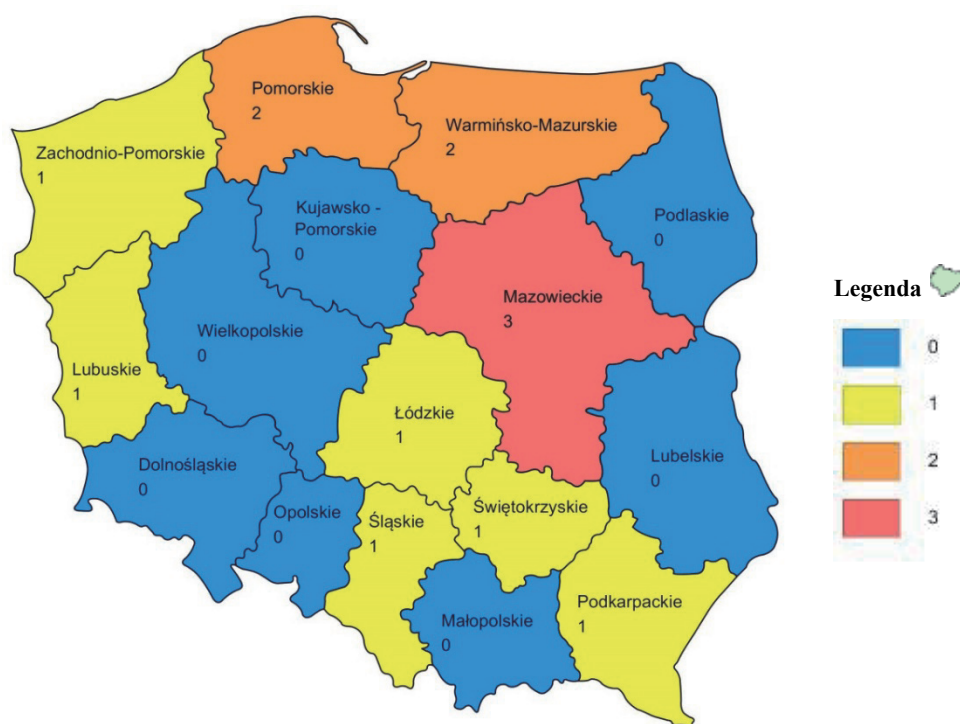 Pomorskie
2
Warmińsko-Mazurskie
2
Zachodnio-Pomorskie
1
Kujawsko -
Pomorskie
0
Podlaskie
0
Mazowieckie
3
Wielkopolskie
0
Lubuskie
1
Łódzkie
1
Dolnośląskie
0
Lubelskie
0
Opolskie
0
Śląskie
1
Świętokrzyskie
1
Małopolskie
0
Podkarpackie
1
Legenda
0
1
2
3